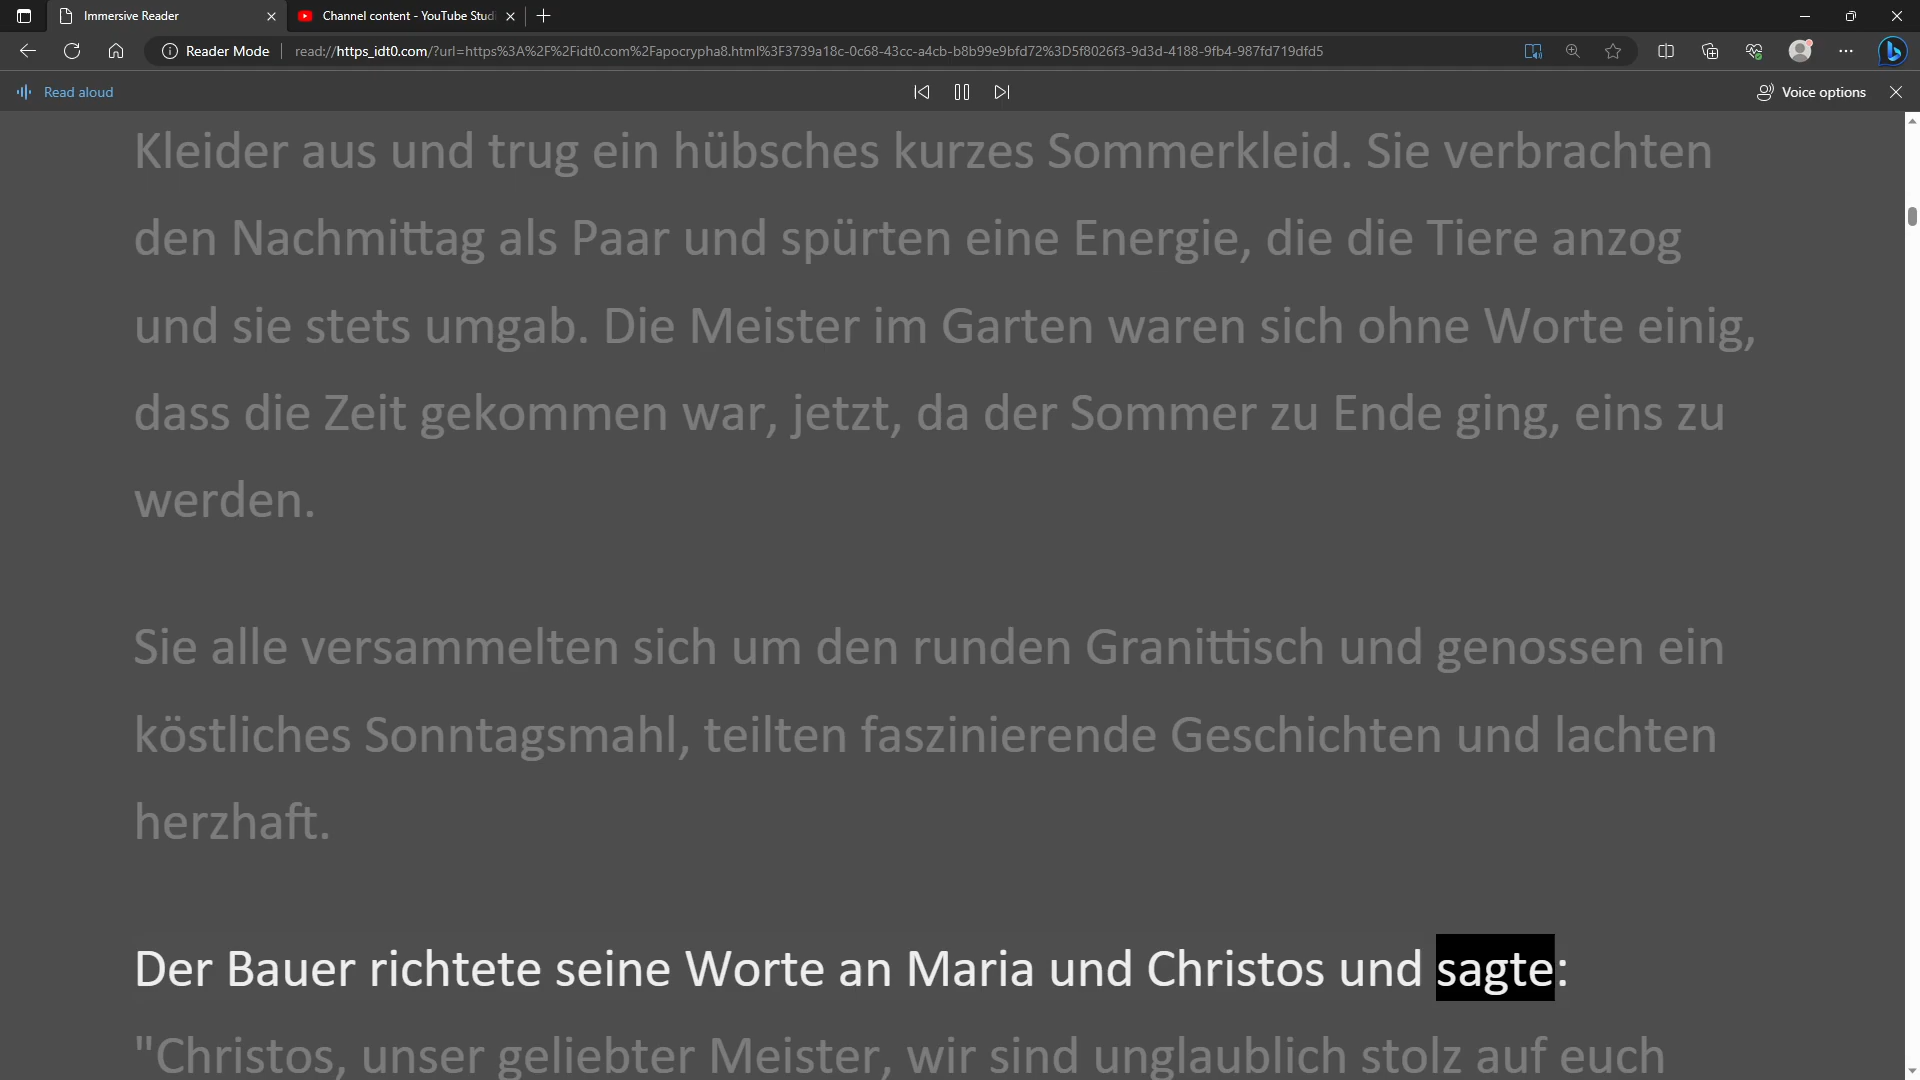 Immersive Reader
Channel content - YouTube Studi
Reader Mode
read://https_idt0.com/?url=https%3A%2F%2Fidt0.com%2Fapocrypha8.html%3F3739a18c-0c68-43cc-a4cb-b8b99e9bfd72%3D5f8026f3-9d3d-4188-9fb4-987fd719dfd5
Read aloud
Voice options
Kleider aus und trug ein hübsches kurzes Sommerkleid. Sie verbrachten
den Nachmittag als Paar und spürten eine Energie, die die Tiere anzog
und sie stets umgab. Die Meister im Garten waren sich ohne Worte einig,
dass die Zeit gekommen war, jetzt, da der Sommer zu Ende ging, eins zu
werden.
Sie alle versammelten sich um den runden Granittisch und genossen ein
köstliches Sonntagsmahl, teilten faszinierende Geschichten und lachten
herzhaft.
Der Bauer richtete seine Worte an Maria und Christos und sagte:
"Christos, unser geliebter Meister, wir sind unglaublich stolz auf euch